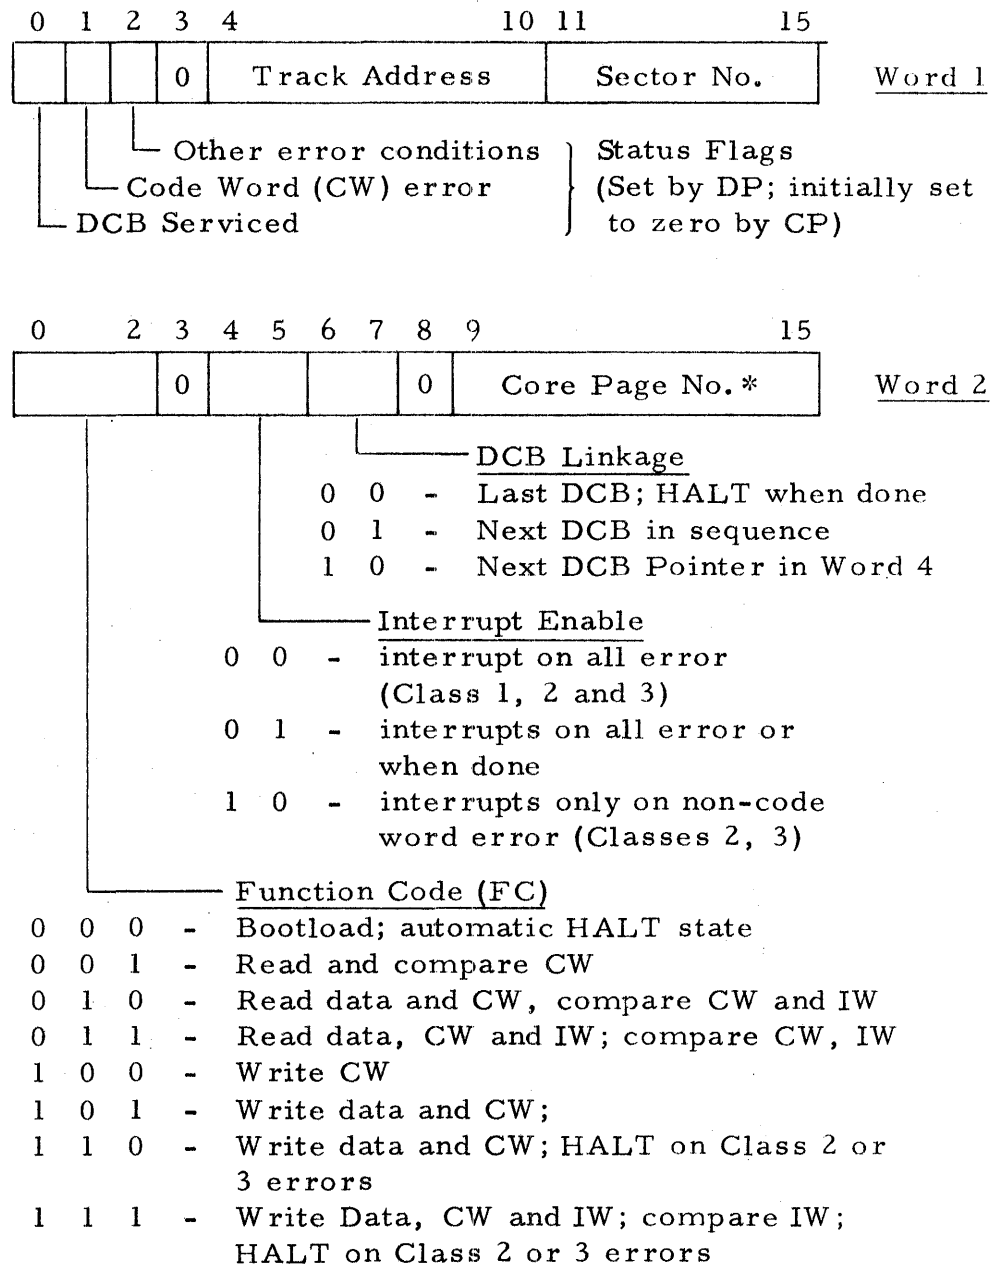 0 1 2 3 4 10 11 15
0 Track Address Sector No. Word 1
Other error conditions Status Flags
Code Word (CW) error (Set by DP; initially set
DCB Serviced to zero by CP)
0 2 3 4 5 6 7 8 9 15
0 0 Core Page No.* Word 2
DCB Linkage
0 0 - Last DCB; HALT when done
0 1 - Next DCB in sequence
1 0 - Next DCB Pointer in Word 4
Interrupt Enable
0 0 - interrupt on all error
(Class 1, 2 and 3)
0 1 - interrupts on all error or
when done
1 0 - interrupts only on non-code
word error (Classes 2, 3)
Function Code (FC)
0 0 0 - Bootload; automatic HALT state
0 0 1 - Read and compare CW
0 1 0 - Read data and CW, compare CW and IW
0 1 1 - Read data, CW and IW; compare CW, IW
1 0 0 - Write CW
1 0 1 - Write data and CW;
1 1 0 - Write data and CW; HALT on Class 2 or
3 errors
1 1 1 - Write Data, CW and IW; compare IW;
HALT on Class 2 or 3 errors